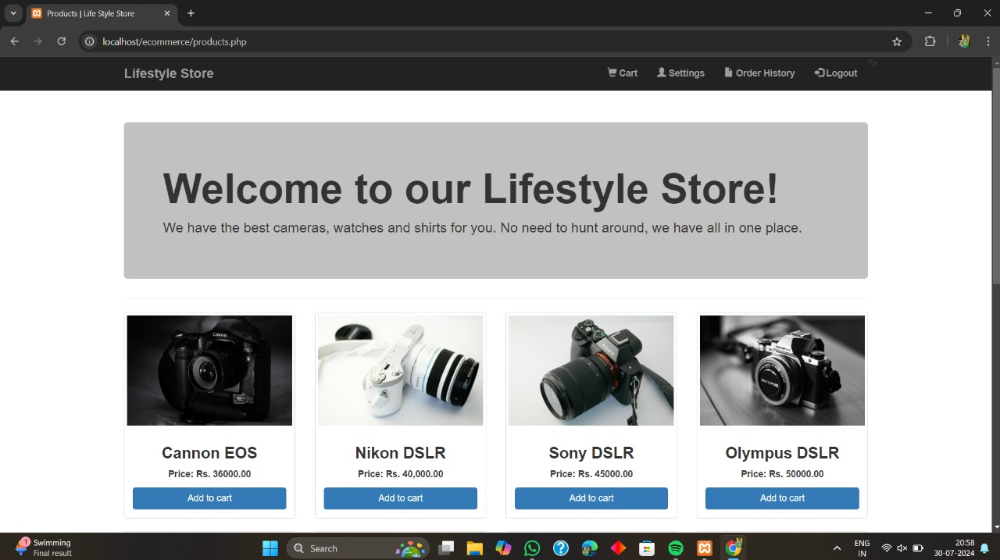 Products | Life Style Store
localhost/ecommerce/products.php
Lifestyle Store
Cart
Settings
Order History
Logout
?>
Welcome to our Lifestyle Store!
We have the best cameras, watches and shirts for you. No need to hunt around, we have all in one place.
Canon
SONY
OLYMPUS
OLYMPUS
Cannon EOS
Nikon DSLR
Sony DSLR
Olympus DSLR
Price: Rs. 36000.00
Price: Rs. 40,000.00
Price: Rs. 45000.00
Price: Rs. 50000.00
Add to cart
Add to cart
Add to cart
Add to cart
1
Swimming
Final result
Search
ENG
IN
20:58
30-07-2024